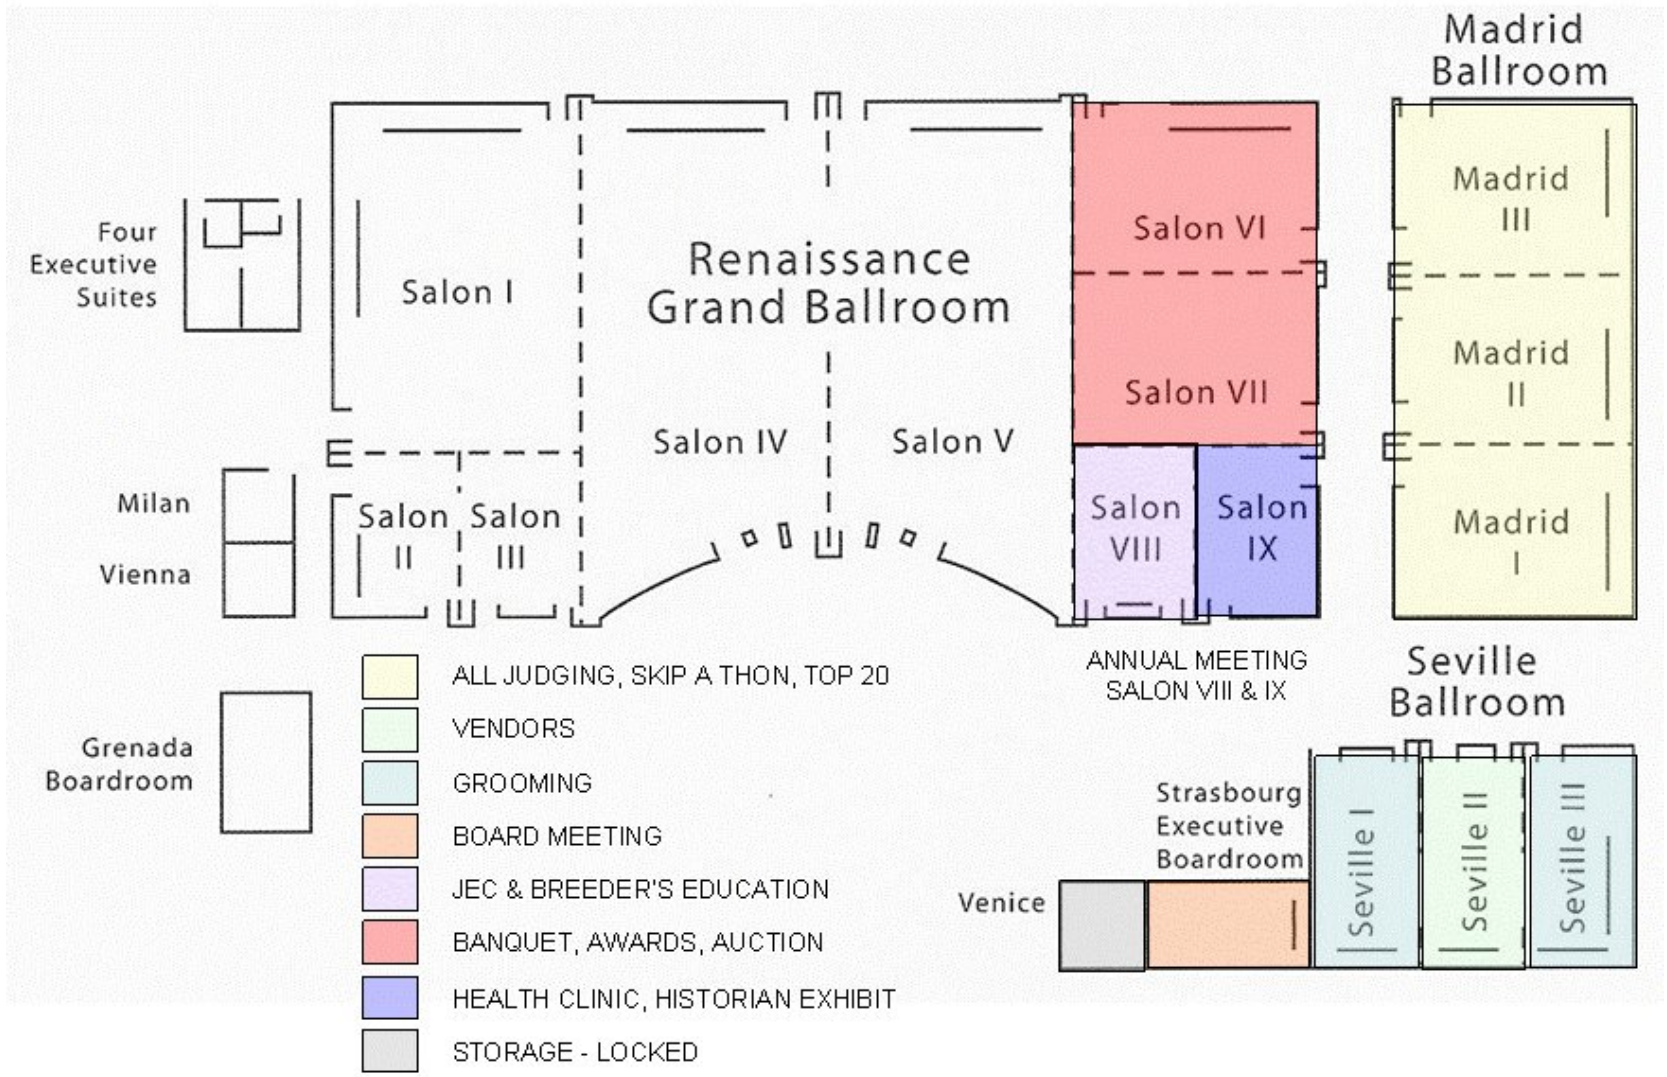 Madrid
Ballroom
Four
Executive
Suites
Salon I
Renaissance
Grand Ballroom
Salon VI
Madrid
III
Salon IV
Salon V
Salon VII
Madrid
II
Milan
Vienna
Salon
II
Salon
III
Salon
VIII
Salon
IX
Madrid
I
ANNUAL MEETING
SALON VIII & IX
Seville
Ballroom
Grenada
Boardroom
ALL JUDGING, SKIP A THON, TOP 20
VENDORS
GROOMING
BOARD MEETING
JEC & BREEDER'S EDUCATION
BANQUET, AWARDS, AUCTION
HEALTH CLINIC, HISTORIAN EXHIBIT
STORAGE - LOCKED
Strasbourg
Executive
Boardroom
Venice
Seville I
Seville II
Seville III